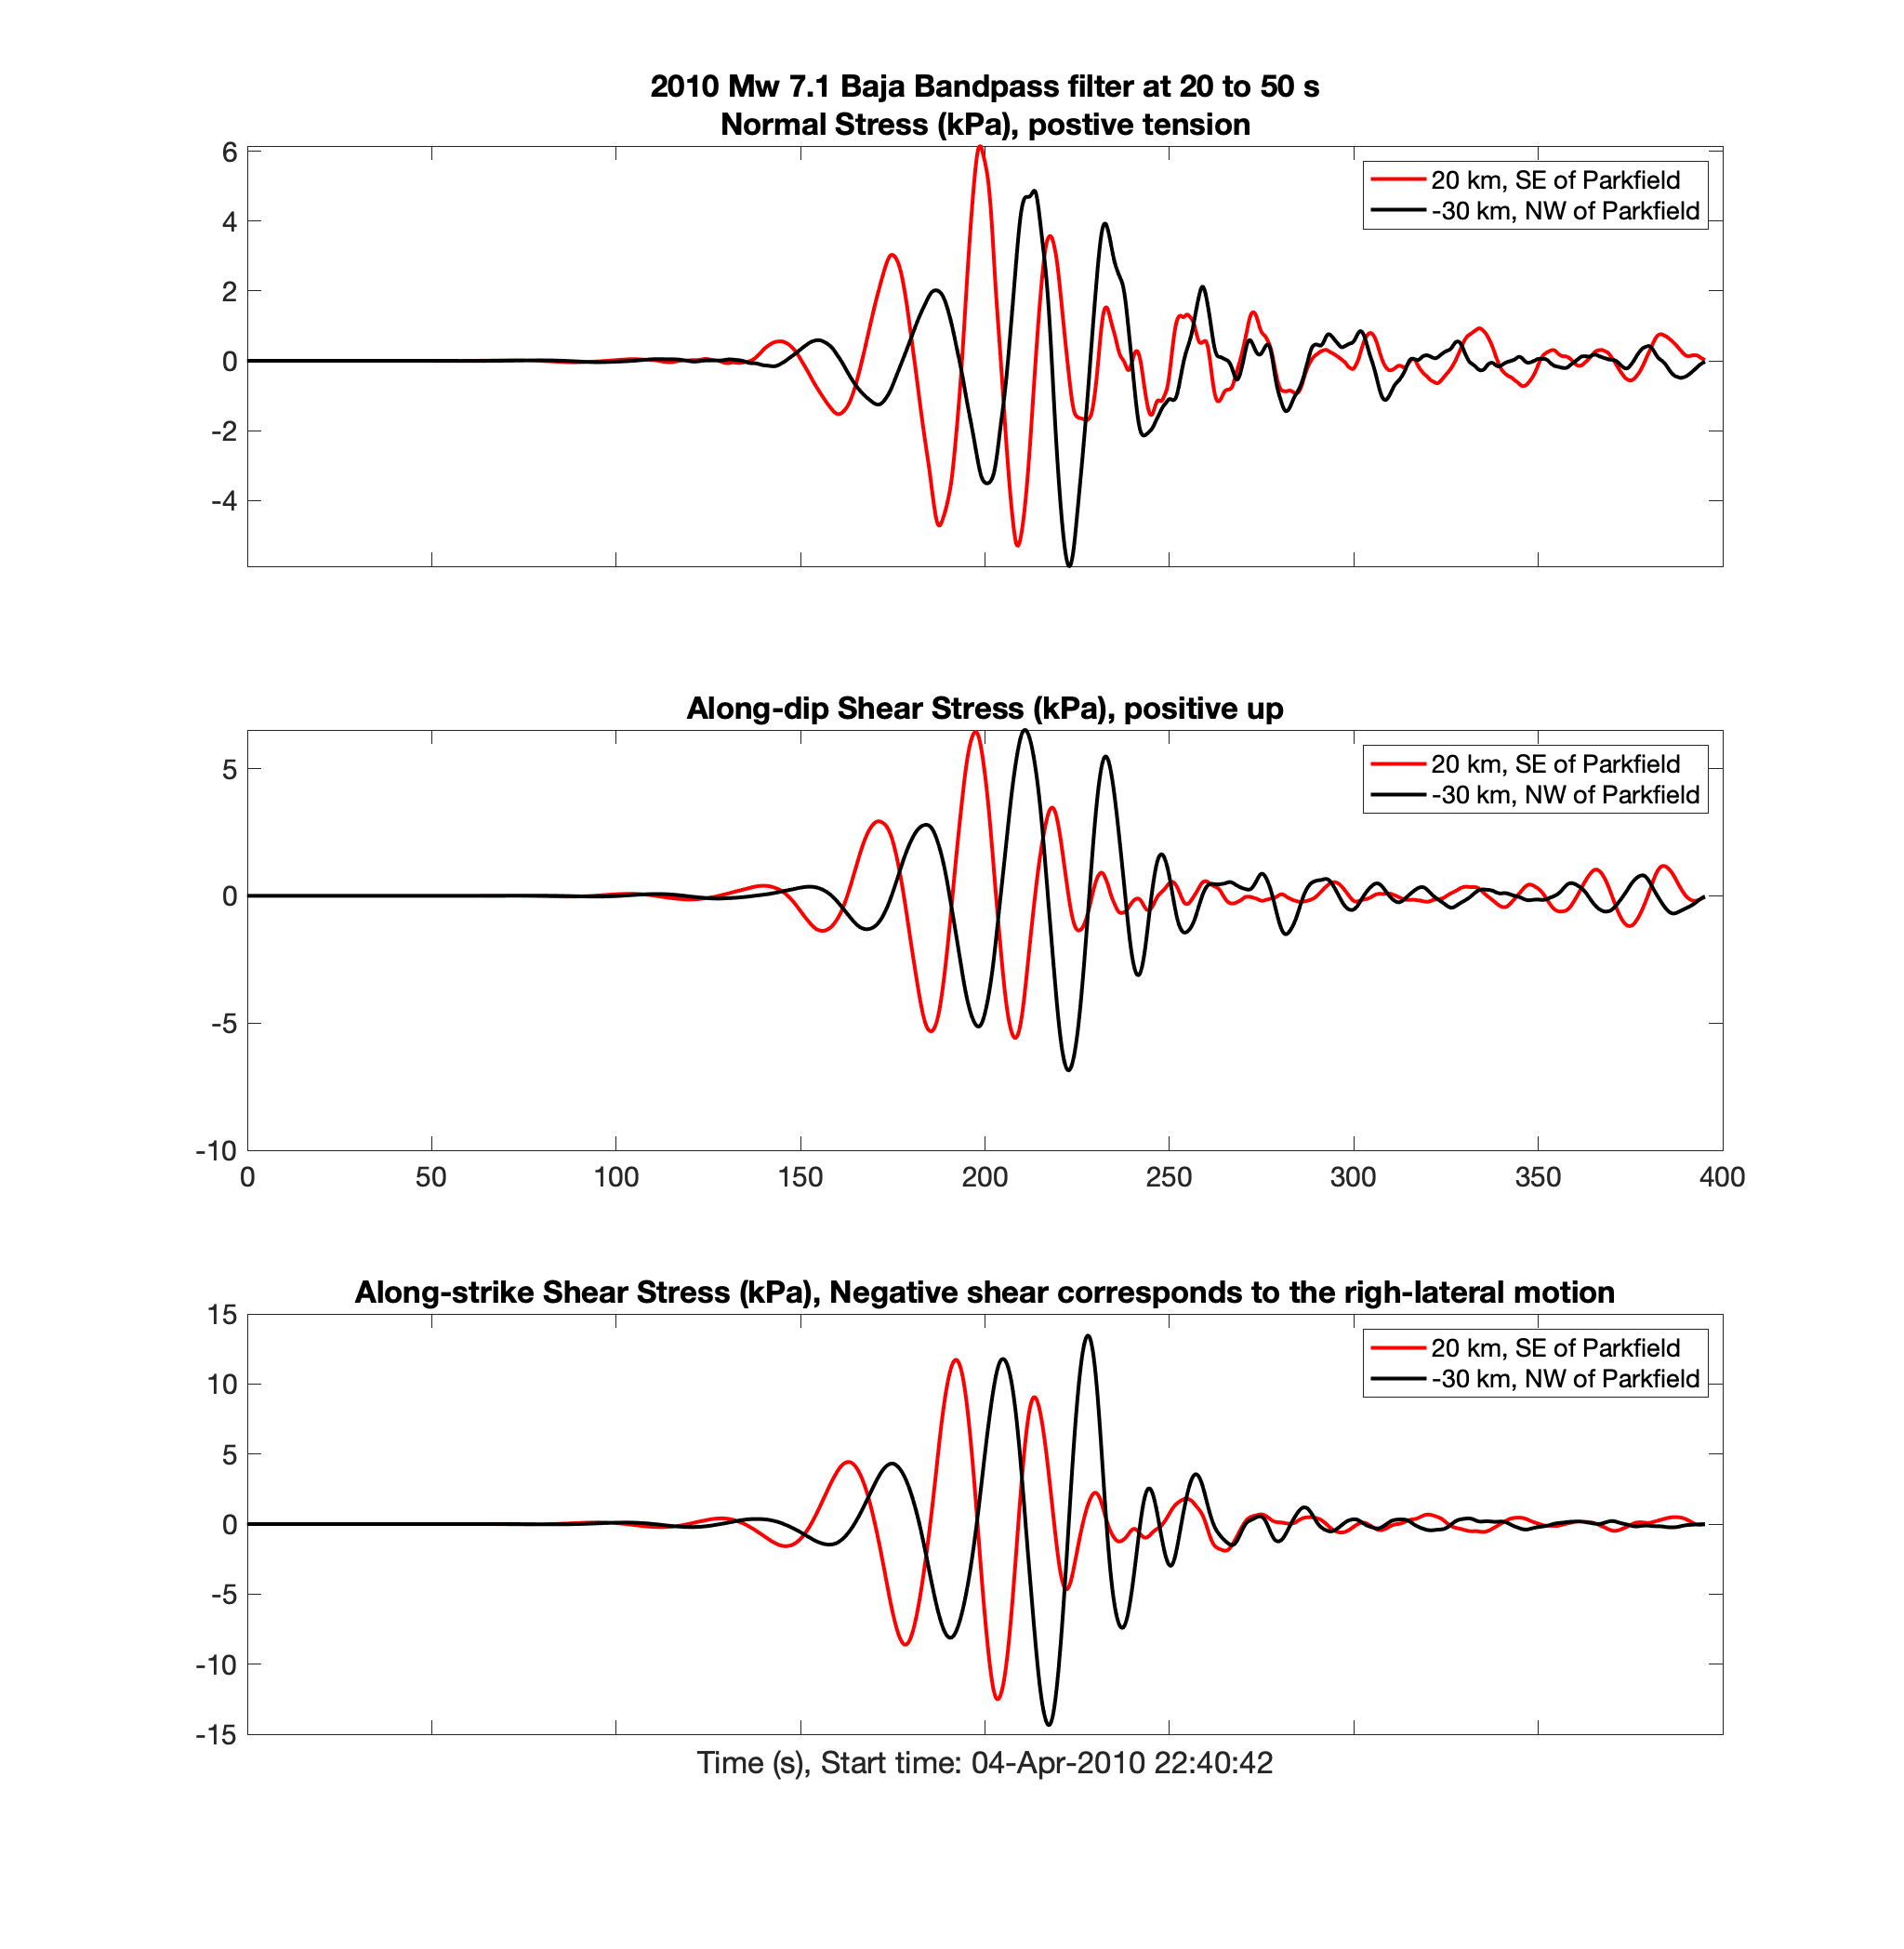 2010 Mw 7.1 Baja Bandpass filter at 20 to 50 s
Normal Stress (kPa), postive tension
6
4
2
0
-2
-4
20 km, SE of Parkfield
-30 km, NW of Parkfield
Along-dip Shear Stress (kPa), positive up
5
0
-5
-10
20 km, SE of Parkfield
-30 km, NW of Parkfield
0 50 100 150 200 250 300 350 400
Along-strike Shear Stress (kPa), Negative shear corresponds to the righ-lateral motion
15
10
5
0
-5
-10
-15
20 km, SE of Parkfield
-30 km, NW of Parkfield
Time (s), Start time: 04-Apr-2010 22:40:42